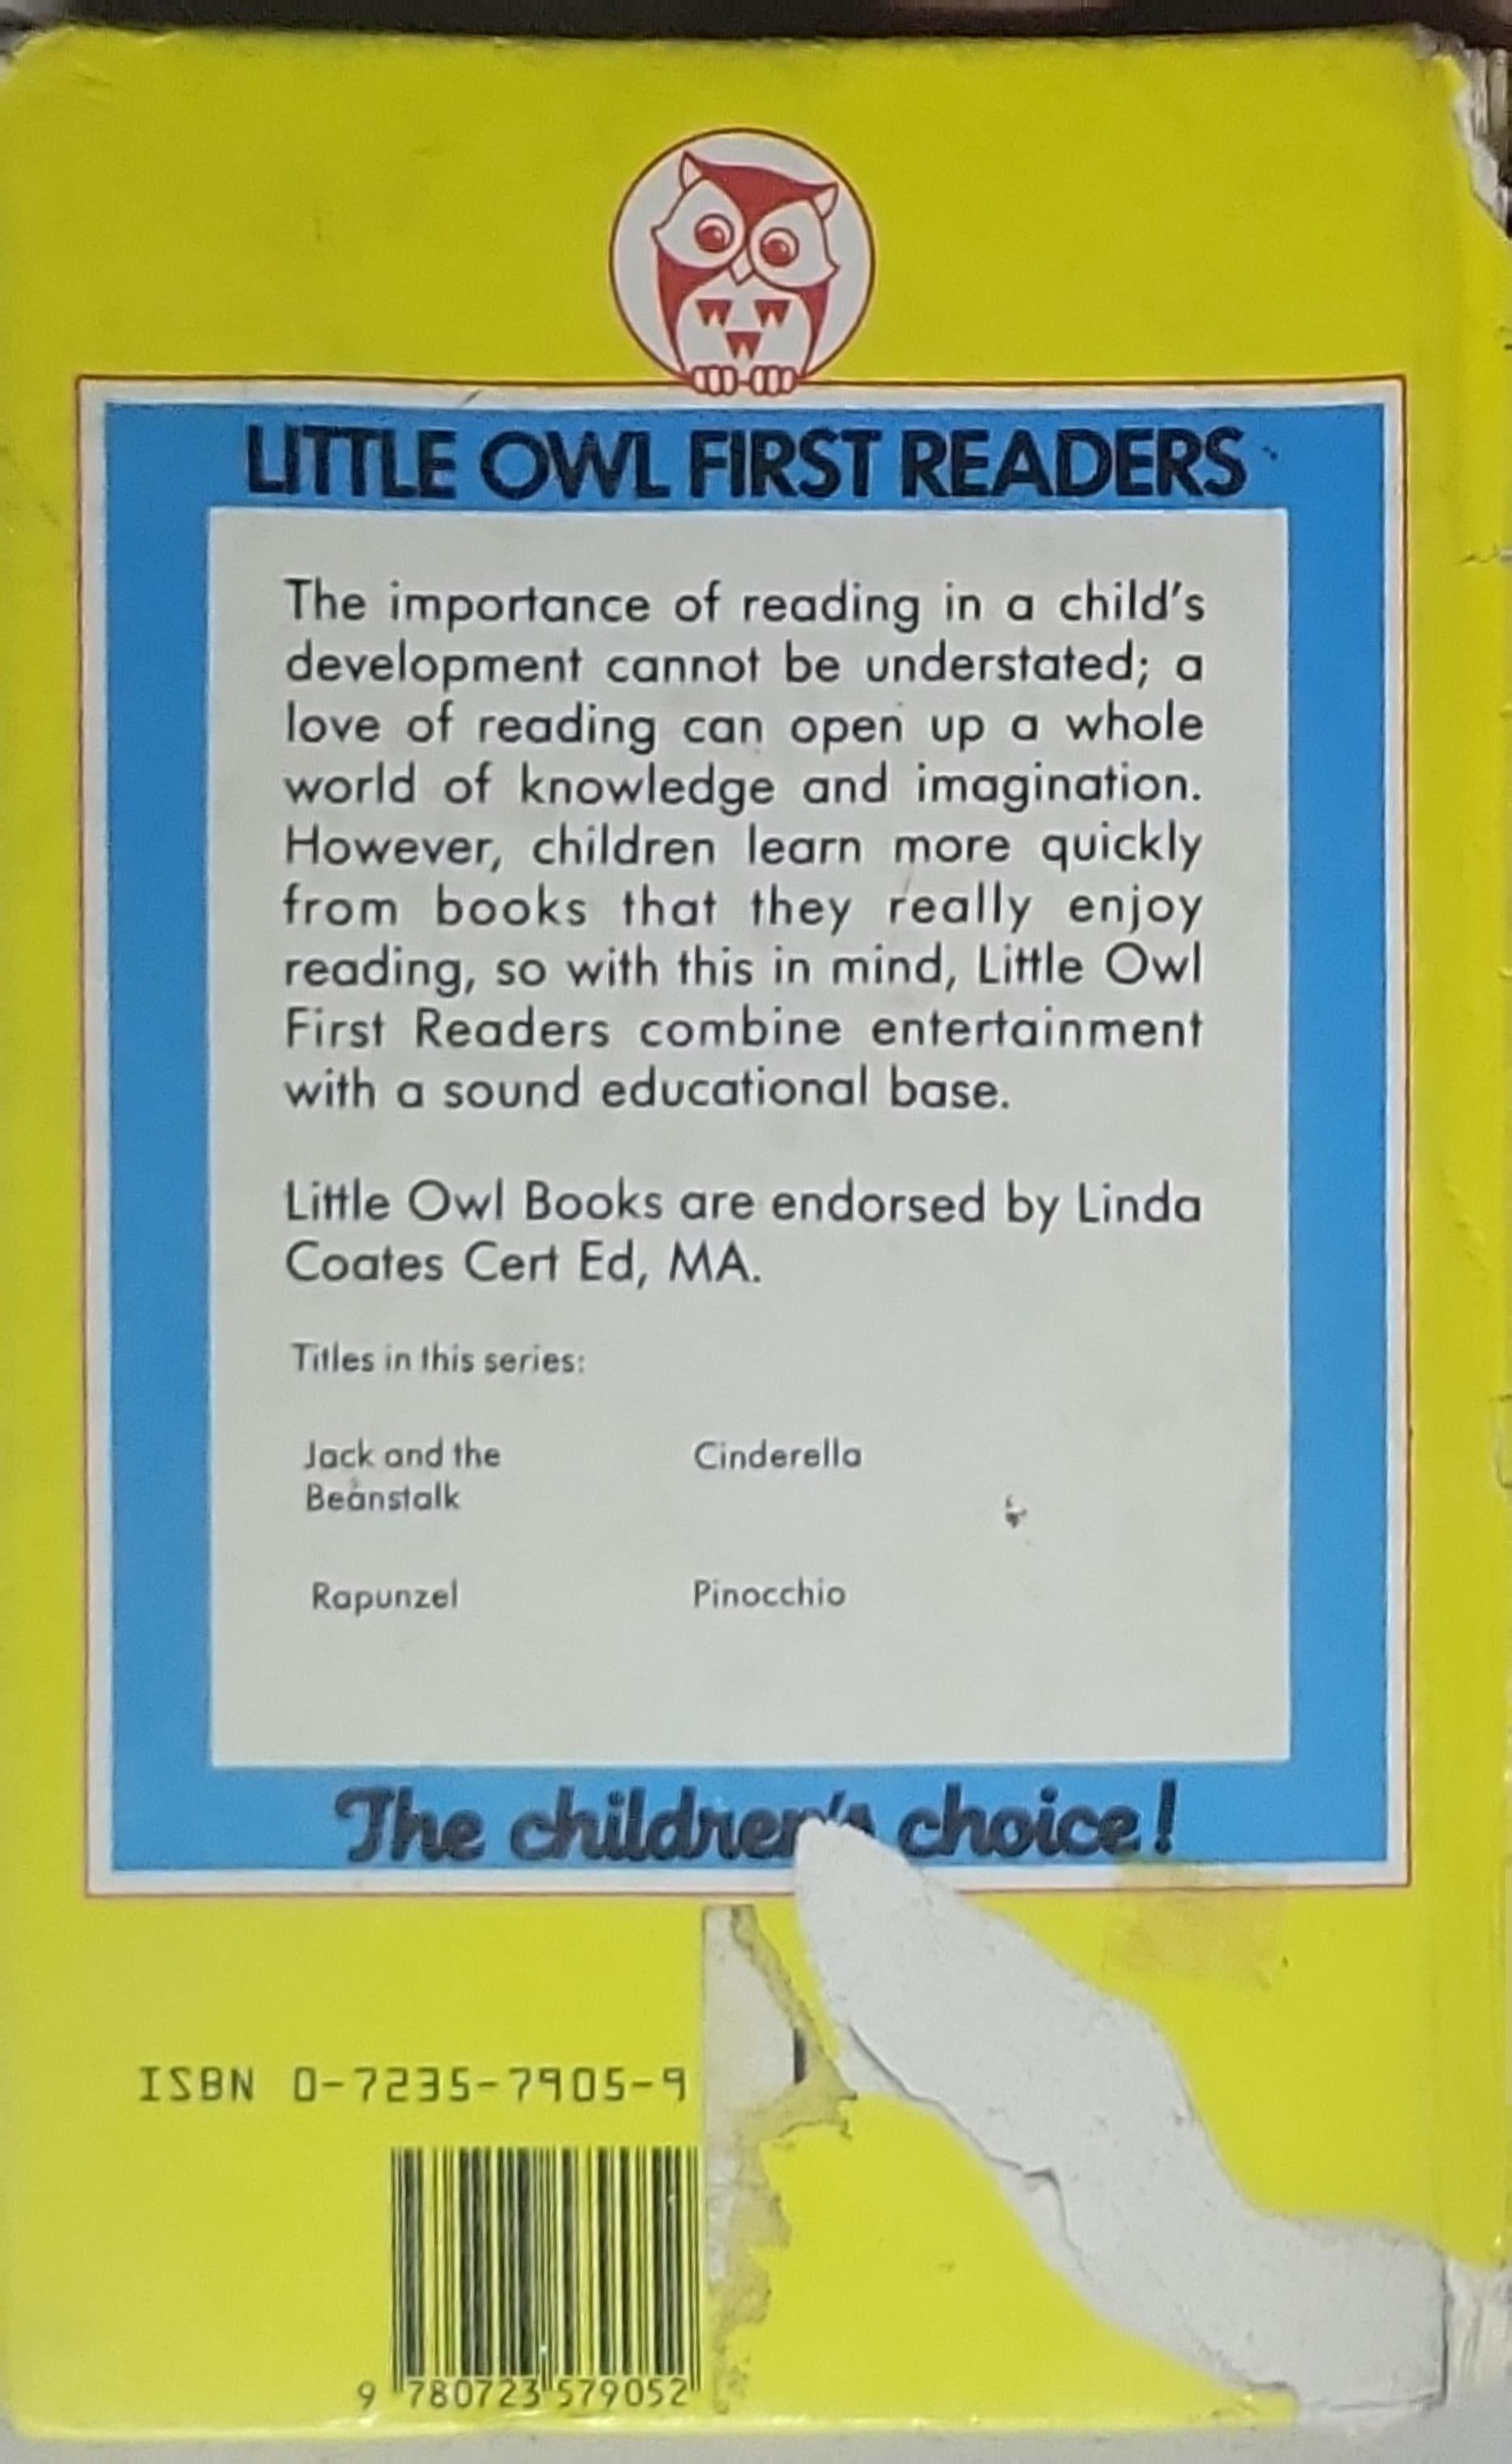 LITTLE OWL FIRST READERS
The importance of reading in a child's
development cannot be understated; a
love of reading can open up a whole
world of knowledge and imagination.
However, children learn more quickly
from books that they really enjoy
reading, so with this in mind, Little Owl
First Readers combine entertainment
with a sound educational base.
Little Owl Books are endorsed by Linda
Coates Cert Ed, MA.
Titles in this series:
Jack and the
Beanstalk
Cinderella
Rapunzel
Pinocchio
The children's choice!
ISBN 0-7235-7905-9
9 780723 579052